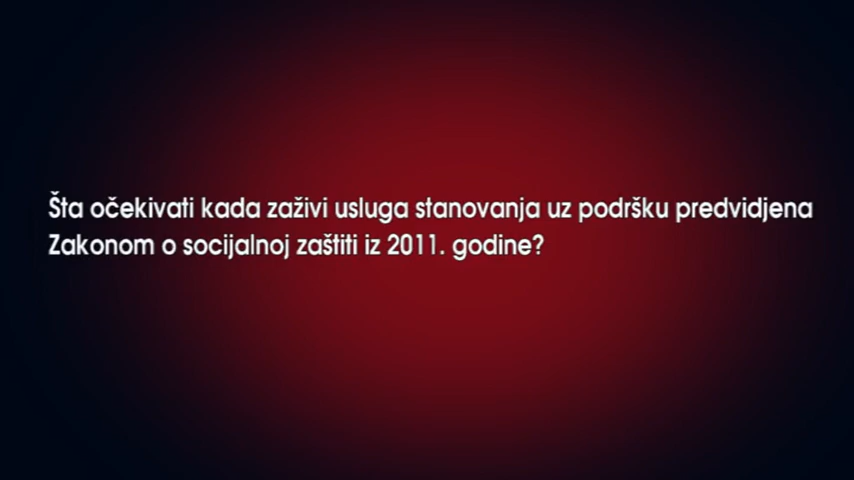 Šta očekivati kada zaživi usluga stanovanja uz podršku predvidjena
Zakonom o socijalnoj zaštiti iz 2011. godine?